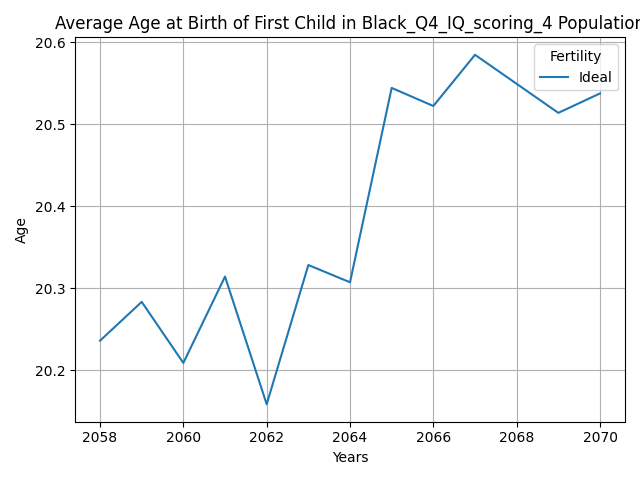 Average Age at Birth of First Child in Black_Q4_IQ_scoring_4 Population
Fertility
Ideal
20.6
20.5
20.4
20.3
20.2
Age
2058 2060 2062 2064 2066 2068 2070
Years